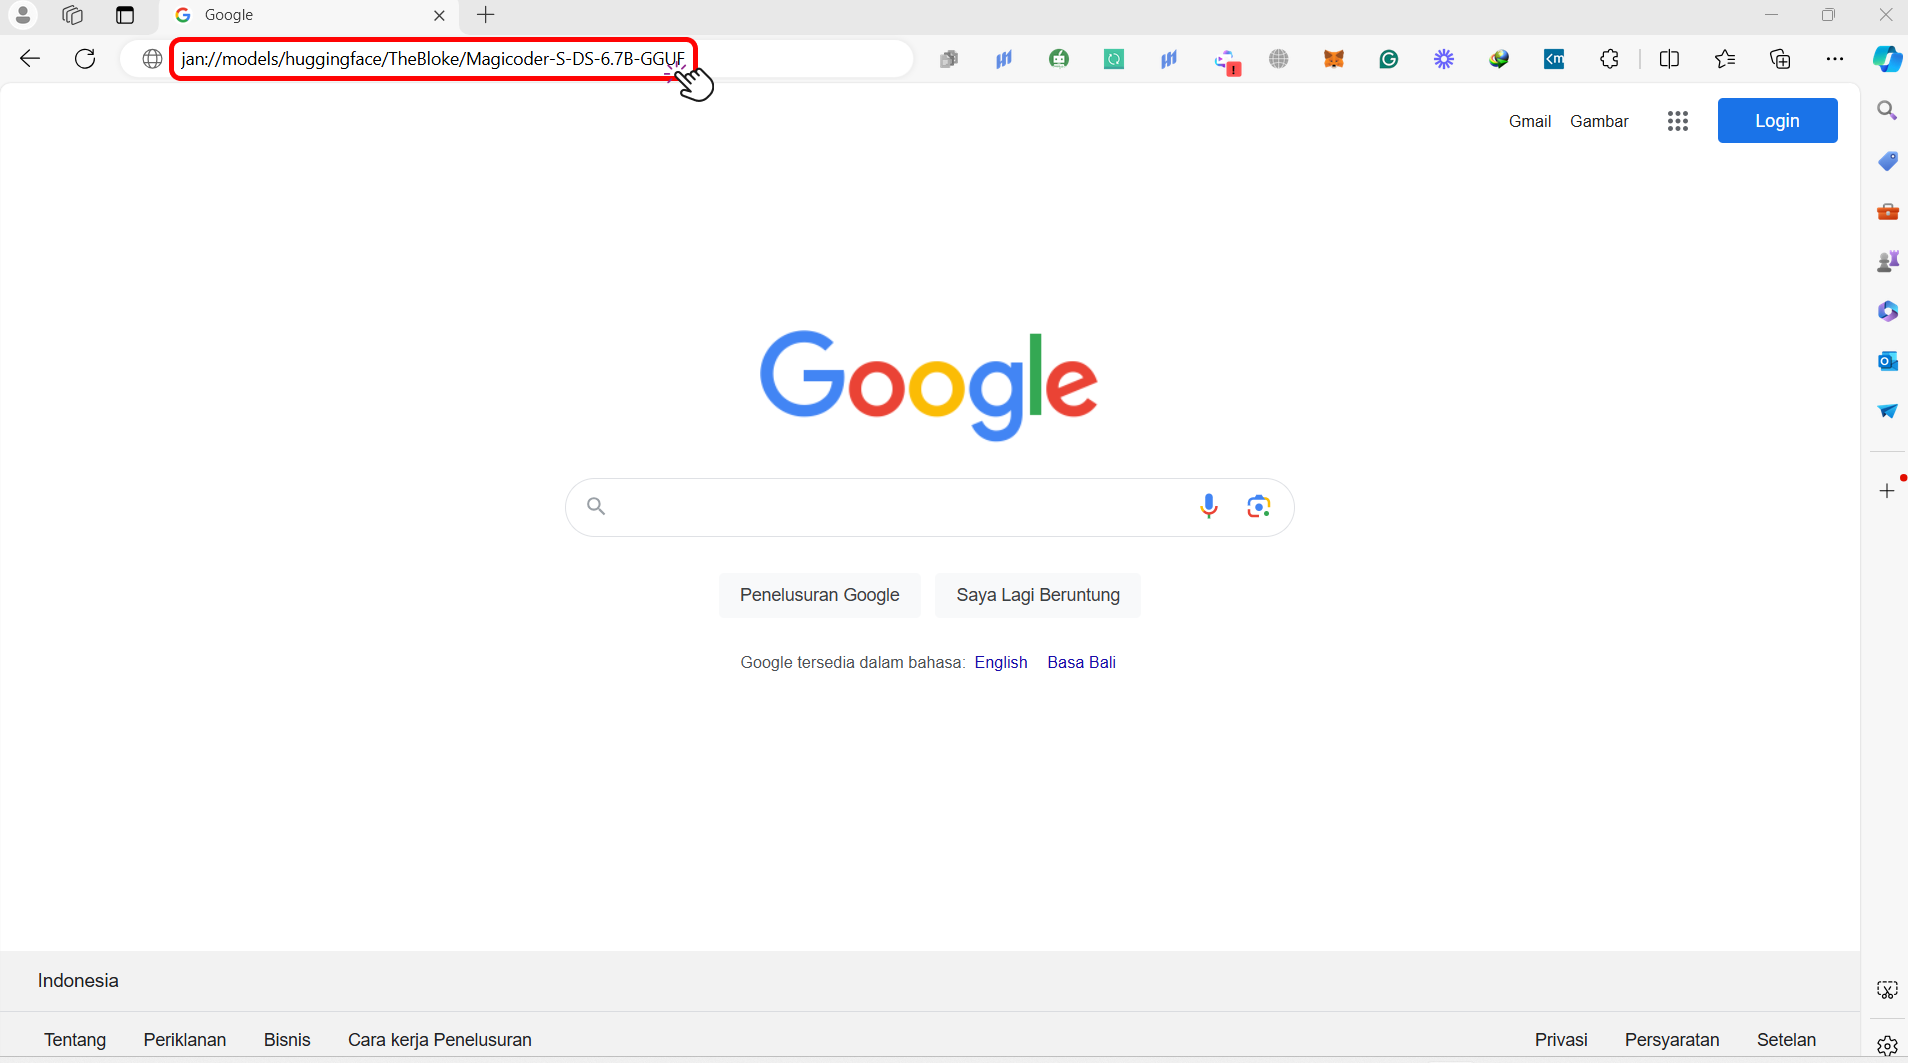 Google
jan://models/huggingface/TheBloke/Magicoder-S-DS-6.7B-GGUF
Gmail Gambar Login
Google
Penelusuran Google Saya Lagi Beruntung
Google tersedia dalam bahasa: English Basa Bali
Indonesia
Tentang Periklanan Bisnis Cara kerja Penelusuran Privasi Persyaratan Setelan